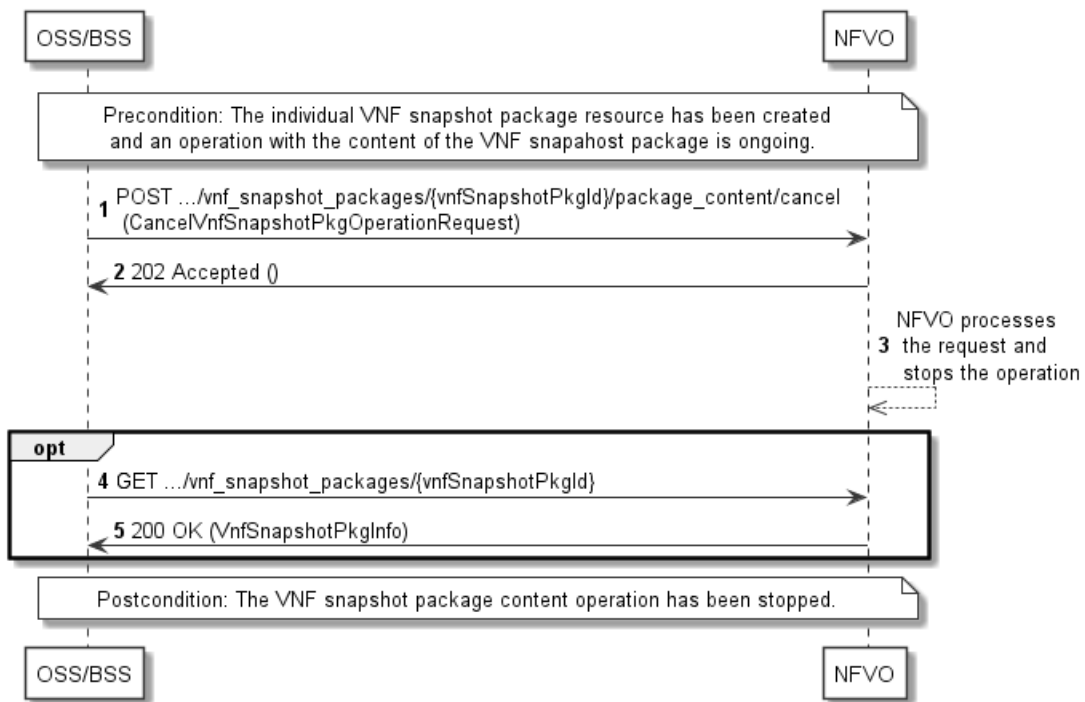 OSS/BSS
NFVO
Precondition: The individual VNF snapshot package resource has been created
and an operation with the content of the VNF snapahost package is ongoing.
1 POST .../vnf_snapshot_packages/{vnfSnapshotPkgId}/package_content/cancel
(CancelVnfSnapshotPkgOperationRequest)
2 202 Accepted ()
NFVO processes
3 the request and
stops the operation
opt
4 GET .../vnf_snapshot_packages/{vnfSnapshotPkgId}
5 200 OK (VnfSnapshotPkgInfo)
Postcondition: The VNF snapshot package content operation has been stopped.
OSS/BSS
NFVO